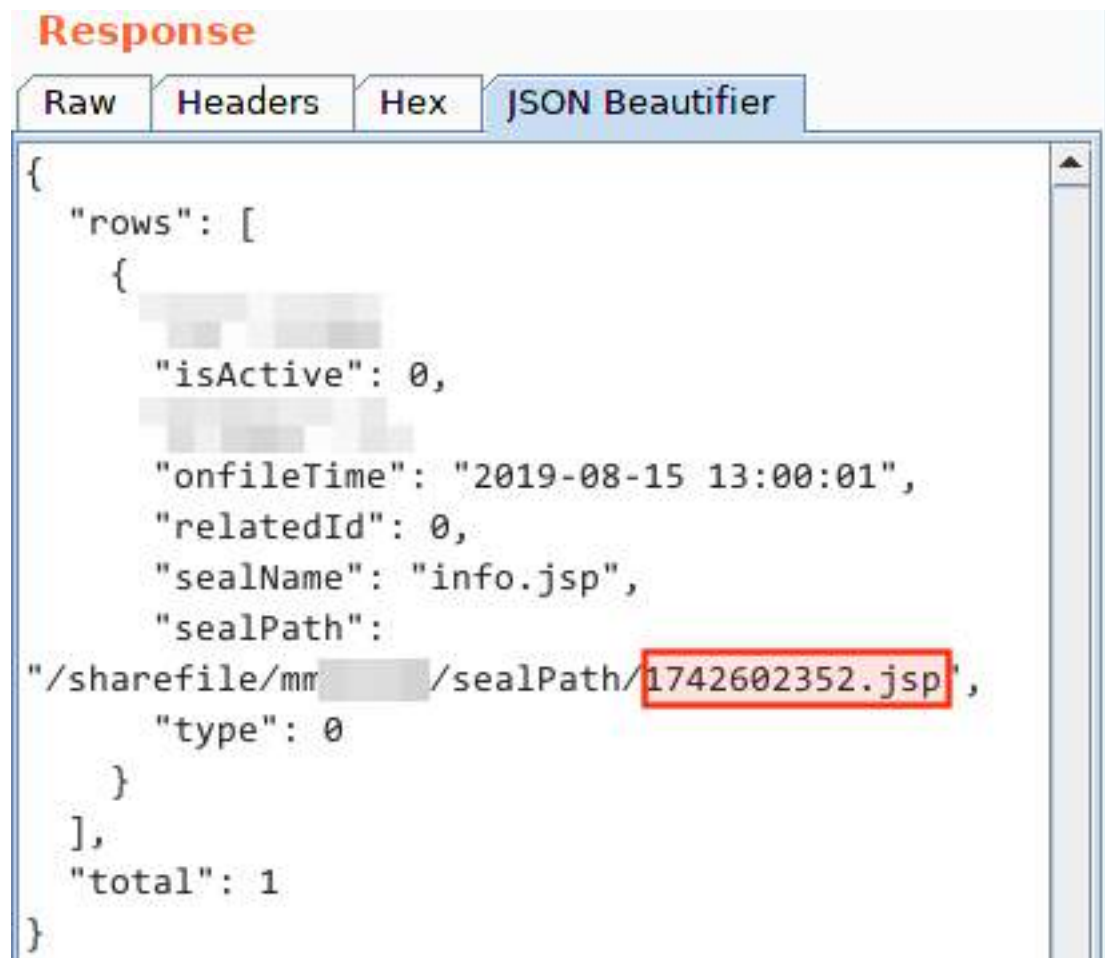 Response
Raw Headers Hex JSON Beautifier
{
"rows": [
{
"isActive": 0,
"onfileTime": "2019-08-15 13:00:01",
"relatedId": 0,
"sealName": "info.jsp",
"sealPath":
"/sharefile/mm /sealPath/1742602352.jsp",
"type": 0
}
],
"total": 1
}